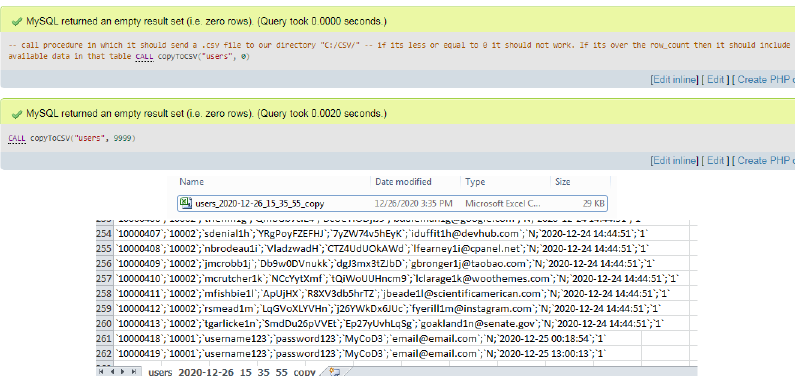 MySQL returned an empty result set (i.e. zero rows). (Query took 0.0000 seconds.)
-- call procedure in which it should send a .csv file to our directory "C:/CSV/" -- if its less or equal to 0 it should not work. If its over the row_count then it should include
available data in that table CALL copyToCSV("users", 0)
[Edit inline] [ Edit ] [ Create PHP
MySQL returned an empty result set (i.e. zero rows). (Query took 0.0020 seconds.)
CALL copyToCSV("users", 9999)
[Edit inline] [ Edit ] [ Create PHP
Name Date modified Type Size
users_2020-12-26_15_35_55_copy 12/26/2020 3:35 PM Microsoft Excel C... 29 KB
254 `10000407`;`10002`;`sdenial1h`;`YRgPoyFZEFHJ`;`7yZW74v5hEyK`;`iduffit1h@devhub.com`;`N;`2020-12-24 14:44:51`;`1`
255 `10000408`;`10002`;`nbrodeau1i`;`VladzwadH`;`CTZ4UdUOkAWd`;`lfearney1i@cpanel.net`;`N;`2020-12-24 14:44:51`;`1`
256 `10000409`;`10002`;`jmcrobb1j`;`Db9w0DVnukk`;`dgJ3mx3tZJbD`;`gbronger1j@taobao.com`;`N;`2020-12-24 14:44:51`;`1`
257 `10000410`;`10002`;`mcrutcher1k`;`NCcYytXmf`;`tQiWoUUHncm9`;`lclarage1k@woothemes.com`;`N;`2020-12-24 14:44:51`;`1`
258 `10000411`;`10002`;`mfishbie1l`;`ApUjHX`;`R8XV3db5hrTZ`;`jbeade1l@scientificamerican.com`;`N;`2020-12-24 14:44:51`;`1`
259 `10000412`;`10002`;`rsmead1m`;`LqGVoXLYVHn`;`j26YWkDx6JUc`;`fyerill1m@instagram.com`;`N;`2020-12-24 14:44:51`;`1`
260 `10000413`;`10002`;`tgarlicke1n`;`SmdDu26pVVEt`;`Ep27yUvhLqSg`;`goakland1n@senate.gov`;`N;`2020-12-24 14:44:51`;`1`
261 `10000418`;`10001`;`username123`;`password123`;`MyCoD3`;`email@email.com`;`N;`2020-12-25 00:18:54`;`1`
262 `10000419`;`10001`;`username123`;`password123`;`MyCoD3`;`email@email.com`;`N;`2020-12-25 13:00:13`;`1`
users_2020-12-26_15_35_55_copy